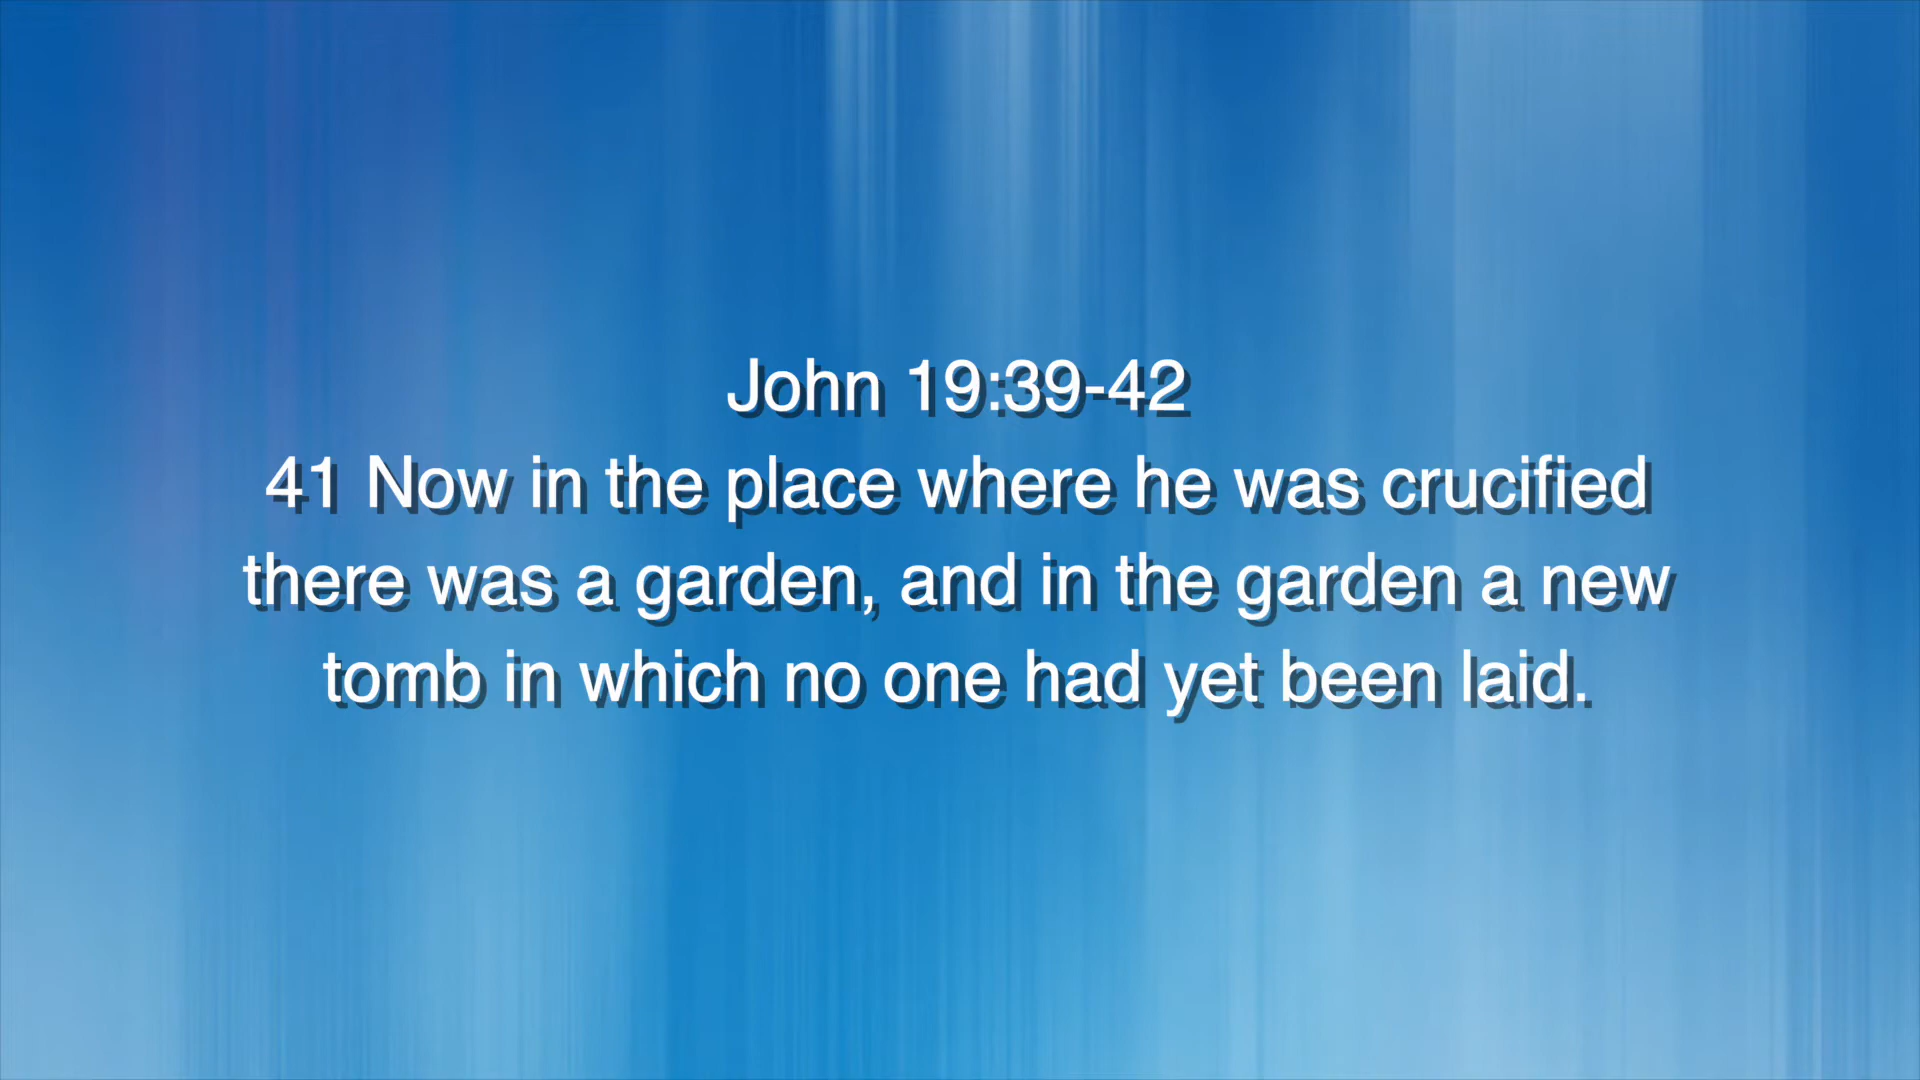 John 19:39-42
41 Now in the place where he was crucified
there was a garden, and in the garden a new
tomb in which no one had yet been laid.